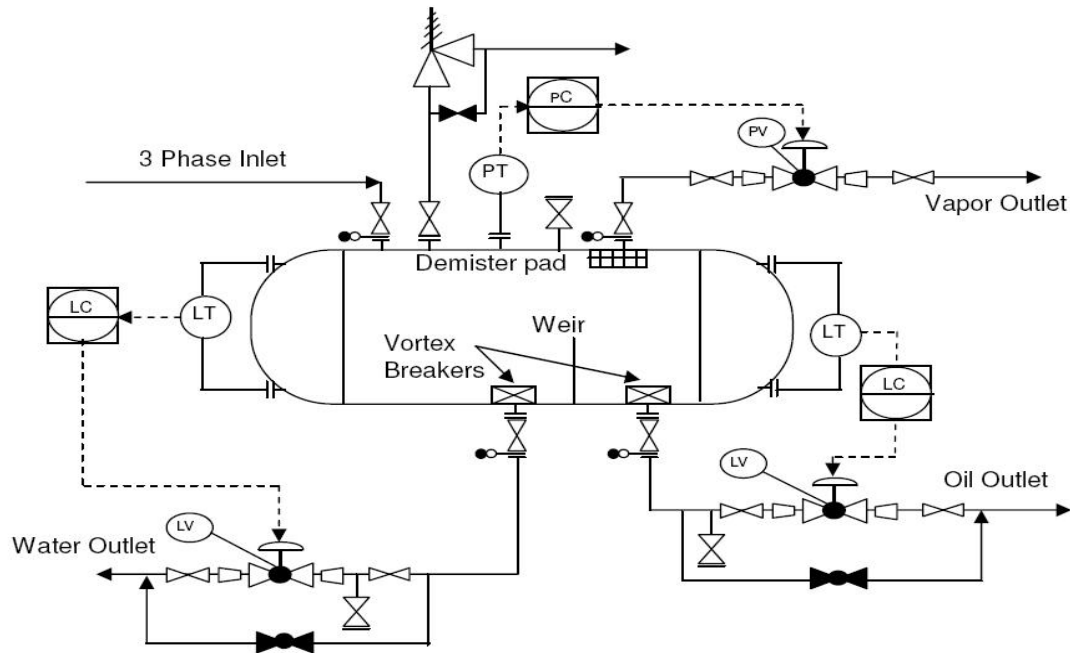 PC
PV
3 Phase Inlet
PT
Vapor Outlet
Demister pad
LC
LT
Weir
LT
Vortex
Breakers
LC
LV
Oil Outlet
LV
Water Outlet